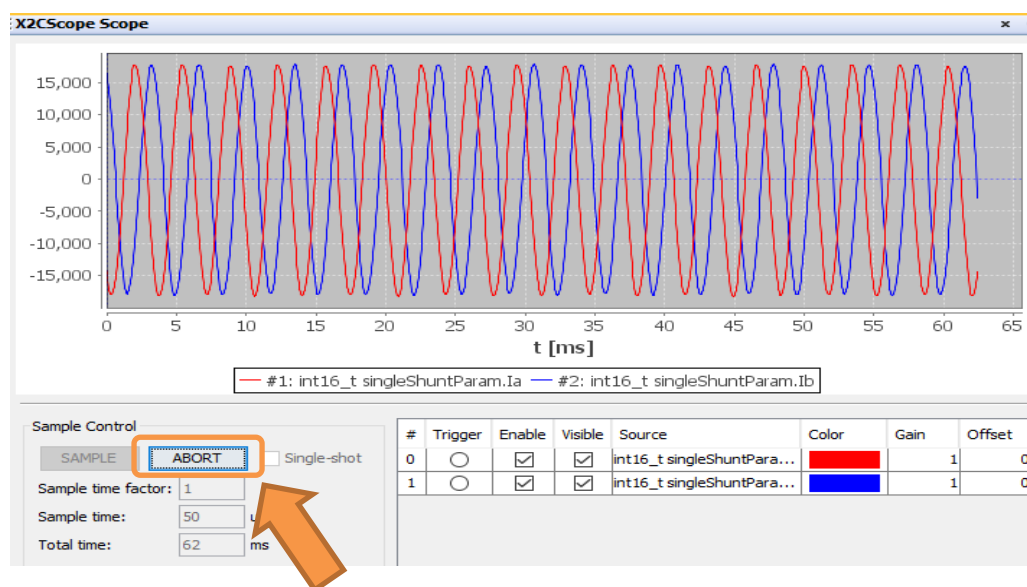 X2CScope Scope ×
15,000
10,000
5,000
0
-5,000
-10,000
-15,000
0 5 10 15 20 25 30 35 40 45 50 55 60 65
t [ms]
#1: int16_t singleShuntParam.Ia #2: int16_t singleShuntParam.Ib
Sample Control
SAMPLE ABORT Single-shot
Sample time factor: 1
Sample time: 50 u
Total time: 62 ms
# Trigger Enable Visible Source Color Gain Offset
0 int16_t singleShuntPara... 1 0
1 int16_t singleShuntPara... 1 0